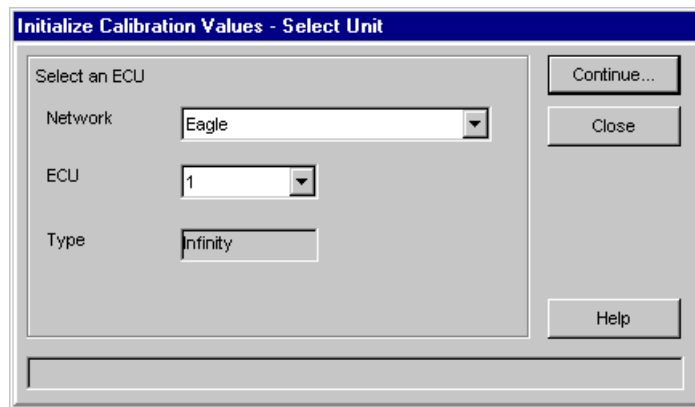 Initialize Calibration Values - Select Unit
Select an ECU
Network
Eagle
ECU
1
Type
Infinity
Continue...
Close
Help